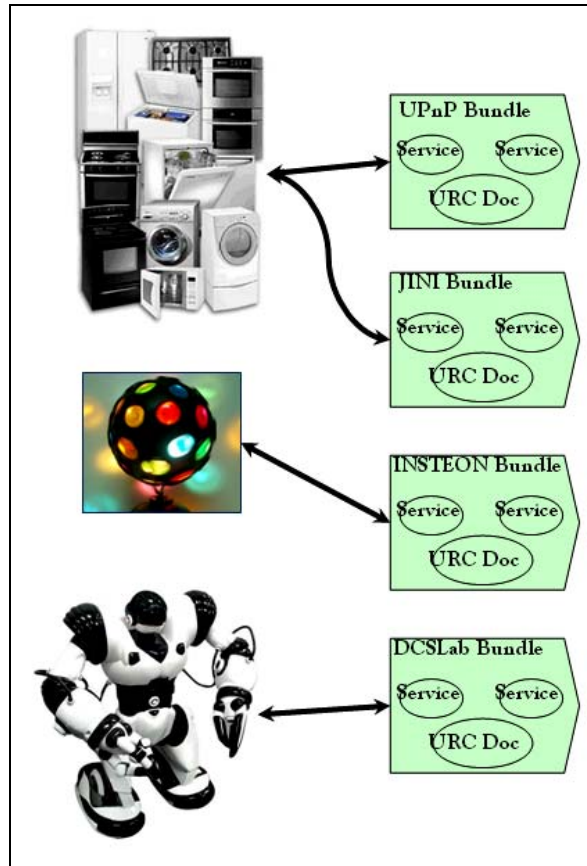 UPnP Bundle
Service Service
URC Doc
JINI Bundle
Service Service
URC Doc
INSTEON Bundle
Service Service
URC Doc
DCSLab Bundle
Service Service
URC Doc